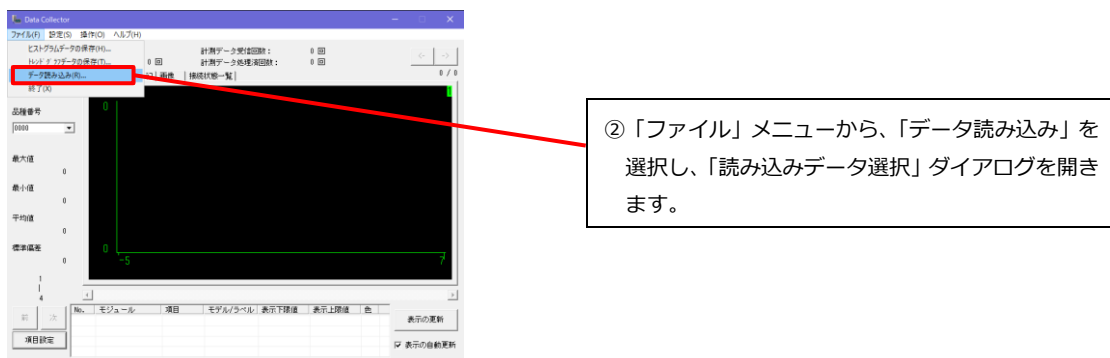 Data Collector
ファイル(F) 設定(S) 操作(O) ヘルプ(H)
ヒストグラムデータの保存(H)...
計測データ受信回数: 0 回
トレンドグラフデータの保存(T)...
0 回
計測データ処理済回数: 0 回
<- ->
データ読み込み(R)...
画像 接続状態一覧
0 / 0
終了(X)
1
品種番号
0
0000
最大値
0
最小値
0
平均値
0
標準偏差
0
0
-5 7
1
|
4
前 次
No. モジュール 項目 モデル/ラベル 表示下限値 表示上限値 色
表示の更新
項目設定
表示の自動更新
②「ファイル」メニューから、「データ読み込み」を
選択し、「読み込みデータ選択」ダイアログを開き
ます。